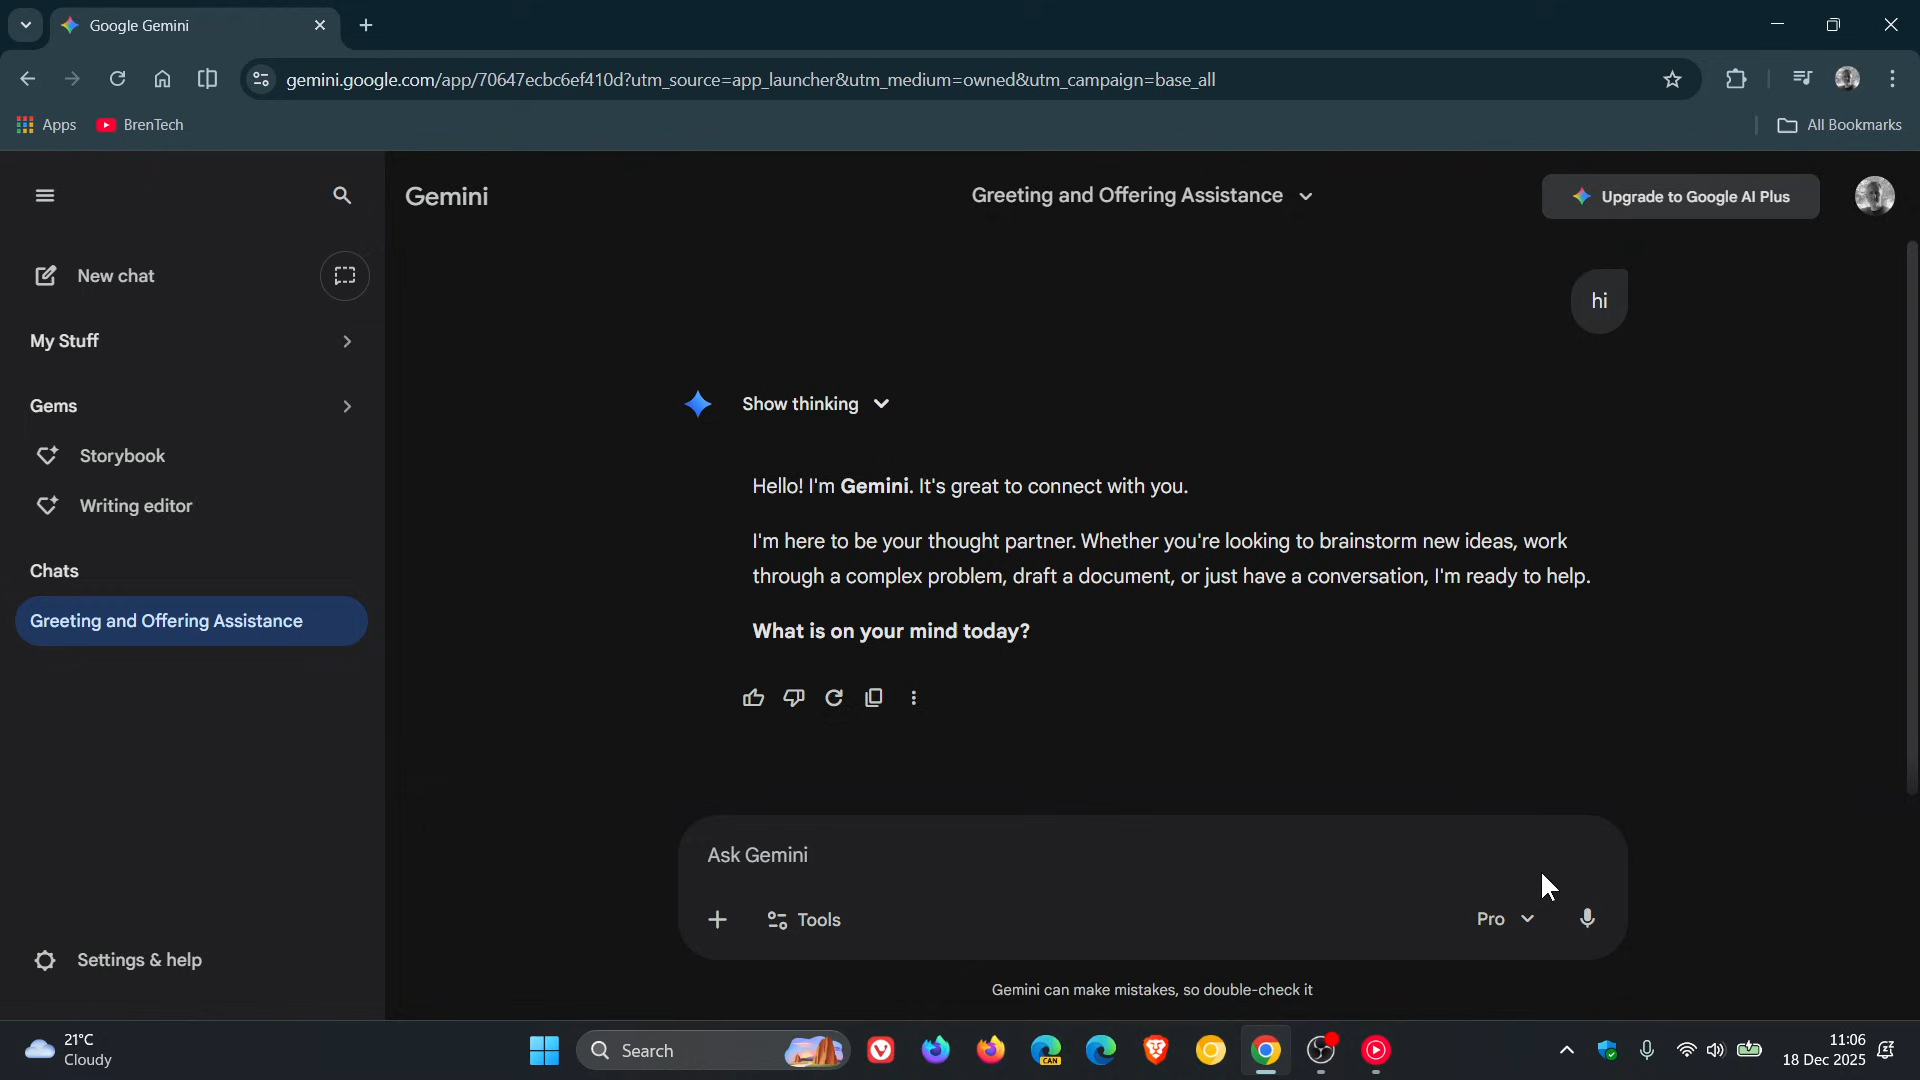 Google Gemini
gemini.google.com/app/70647ecbc6ef410d?utm_source=app_launcher&utm_medium=owned&utm_campaign=base_all
Apps
BrenTech
All Bookmarks
Gemini
Greeting and Offering Assistance
Upgrade to Google AI Plus
New chat
My Stuff
Gems
Storybook
Writing editor
Chats
Greeting and Offering Assistance
Settings & help
hi
Show thinking
Hello! I'm Gemini. It's great to connect with you.
I'm here to be your thought partner. Whether you're looking to brainstorm new ideas, work
through a complex problem, draft a document, or just have a conversation, I'm ready to help.
What is on your mind today?
Ask Gemini
Tools
Pro
Gemini can make mistakes, so double-check it
21°C
Cloudy
Search
CAN
11:06
18 Dec 2025